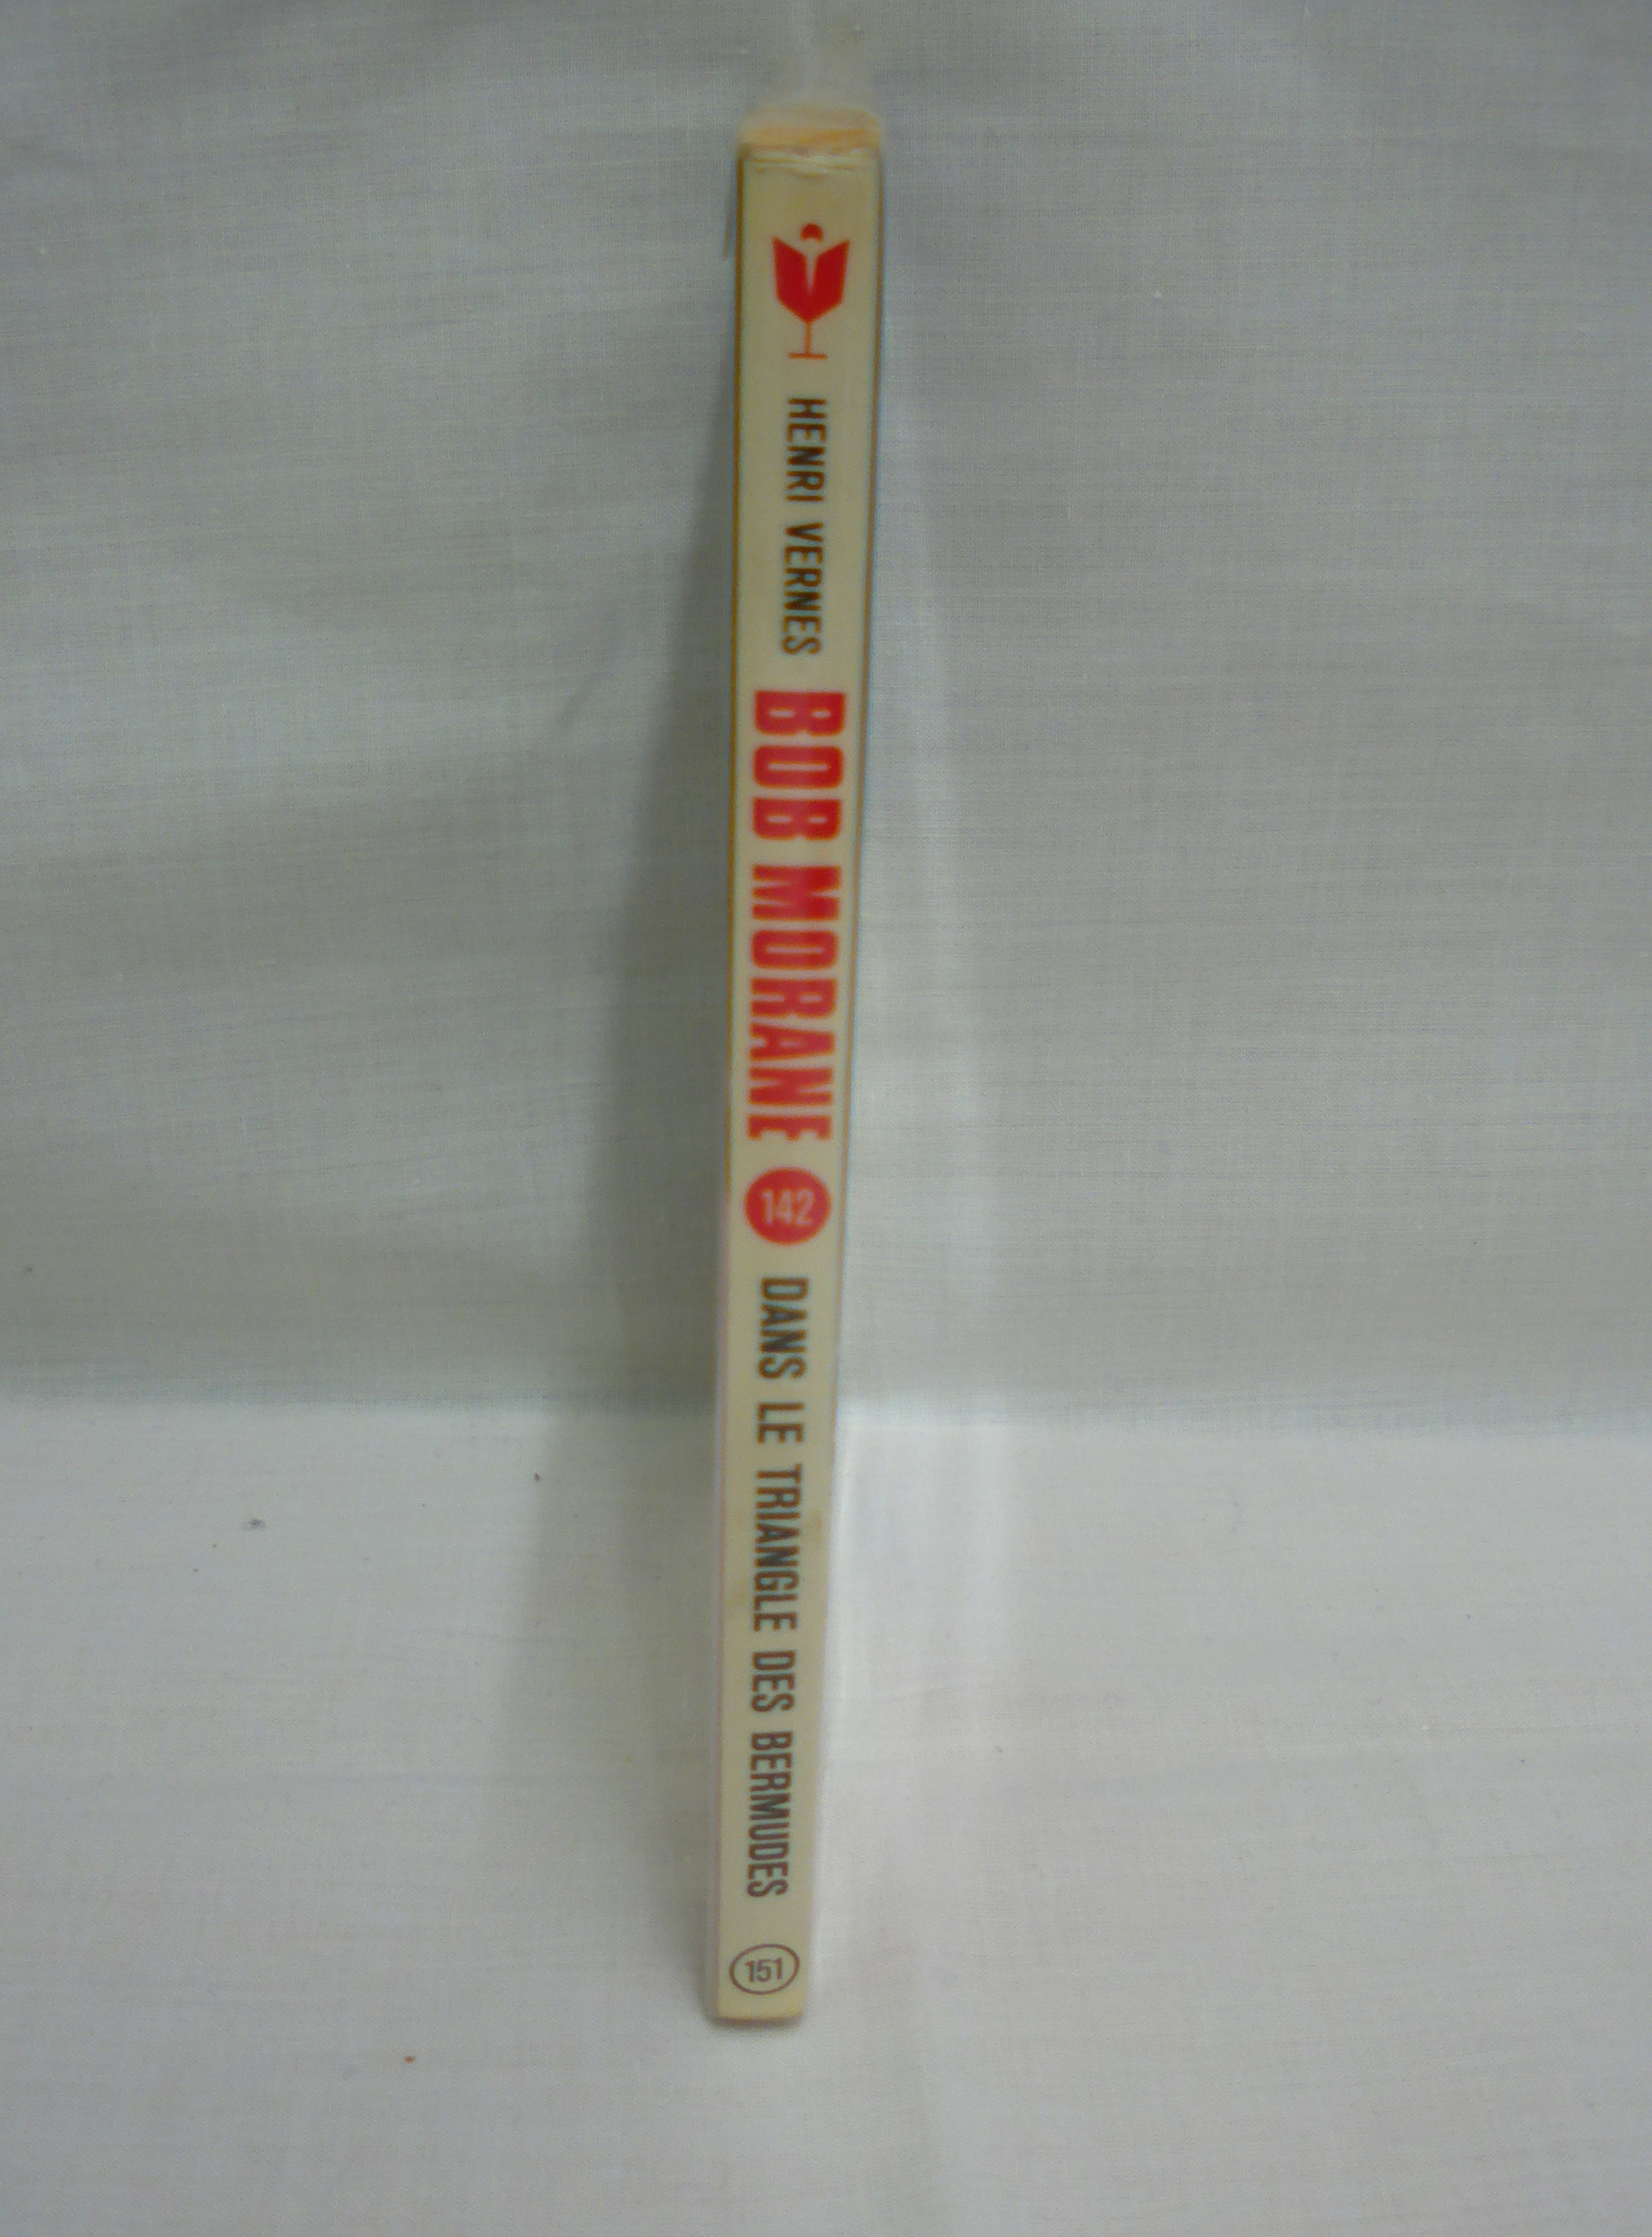 HENRI VERNES BOB MORANE 142 DANS LE TRIANGLE DES BERMUDES 151